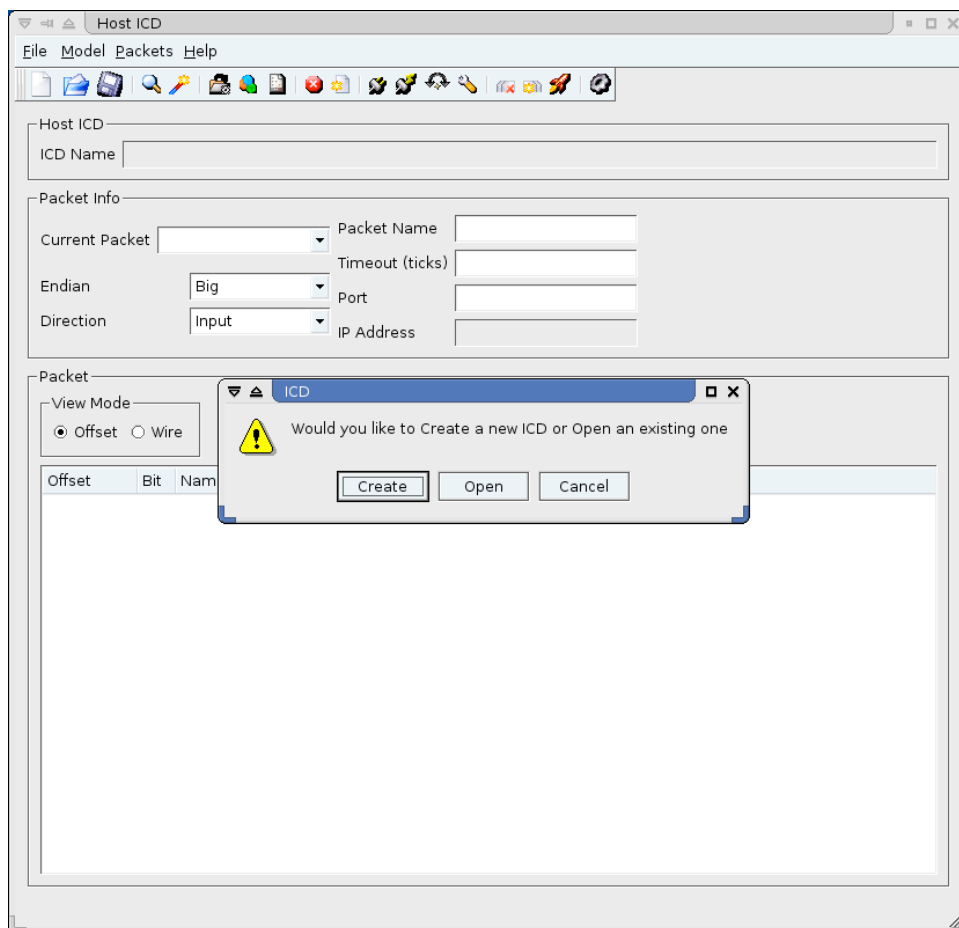 Host ICD
File Model Packets Help
Host ICD
ICD Name
Packet Info
Current Packet
Packet Name
Timeout (ticks)
Endian Big
Port
Direction Input
IP Address
Packet
View Mode
Offset Wire
ICD
Would you like to Create a new ICD or Open an existing one
Create Open Cancel
Offset Bit Nam